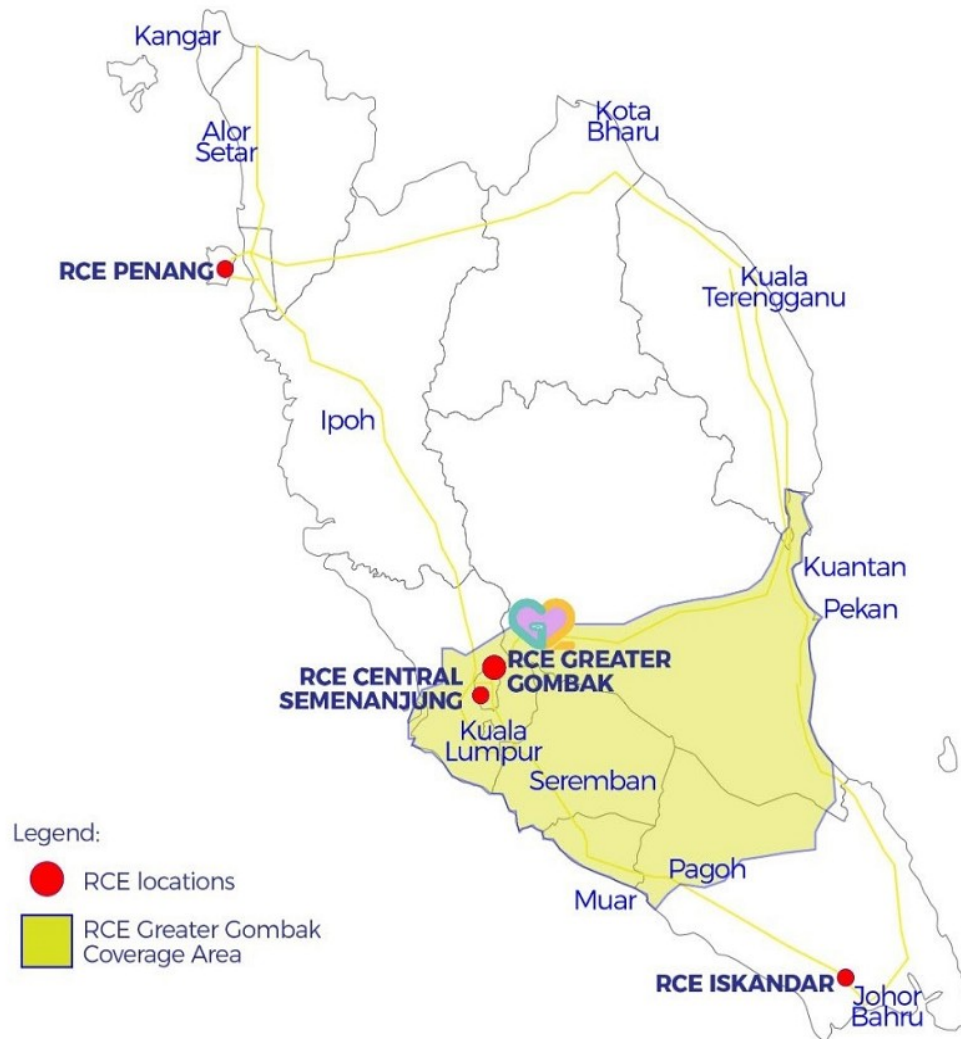 Kangar
Alor
Setar
Kota
Bharu
RCE PENANG
Kuala
Terengganu
Ipoh
Kuantan
Pekan
RCE GREATER
GOMBAK
RCE CENTRAL
SEMENANJUNG
Kuala
Lumpur
Seremban
Pagoh
Muar
RCE ISKANDAR
Johor
Bahru
Legend:
RCE locations
RCE Greater Gombak
Coverage Area